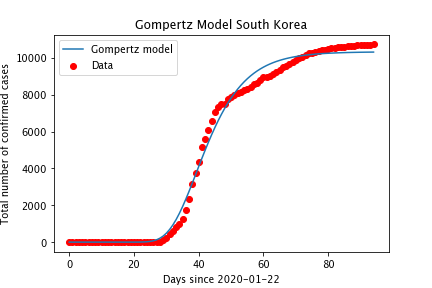 Gompertz Model South Korea
Gompertz model
Data
Total number of confirmed cases
10000
8000
6000
4000
2000
0
0 20 40 60 80
Days since 2020-01-22